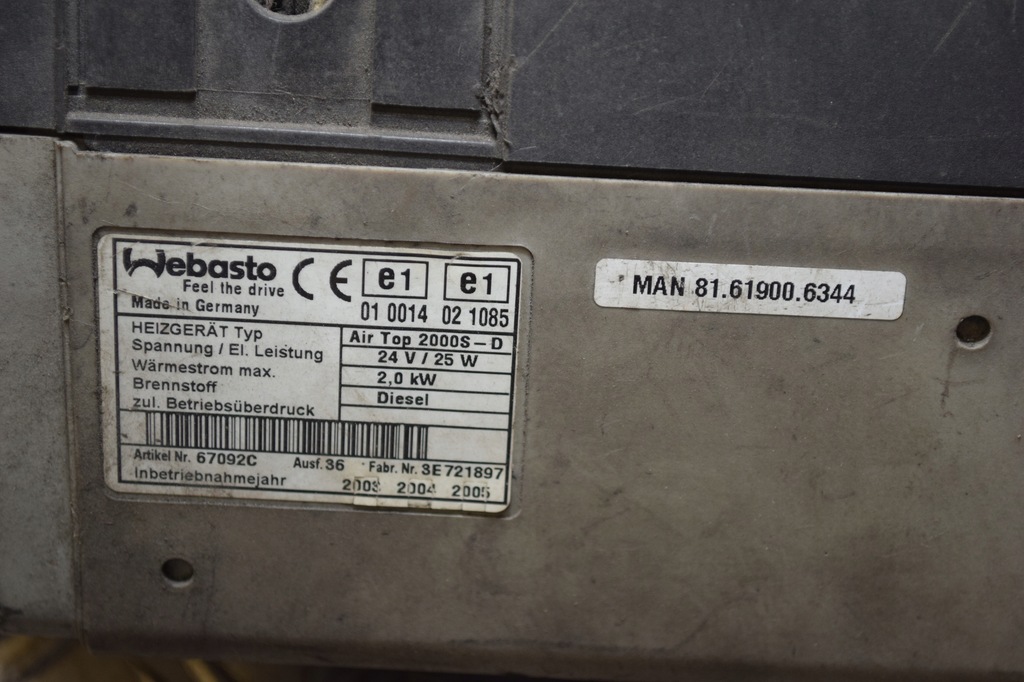 Webasto
Feel the drive
Made in Germany
CE
e1
e1
01 0014
02 1085
HEIZGERÄT Typ
Air Top 2000S-D
Spannung / El. Leistung
24 V / 25 W
Wärmestrom max.
2,0 kW
Brennstoff
Diesel
zul. Betriebsüberdruck
Artikel Nr. 67092C Ausf. 36 Fabr. Nr. 3E721897
Inbetriebnahmejahr 2003 2004 2005
MAN 81.61900.6344